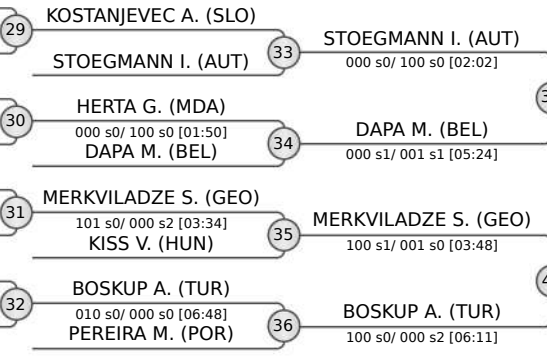 KOSTANJEVEC A. (SLO)
29
STOEGMANN I. (AUT)
33
STOEGMANN I. (AUT)
000 s0/ 100 s0 [02:02]
HERTA G. (MDA)
30
000 s0/ 100 s0 [01:50]
DAPA M. (BEL)
34
DAPA M. (BEL)
000 s1/ 001 s1 [05:24]
MERKVILADZE S. (GEO)
31
101 s0/ 000 s2 [03:34]
KISS V. (HUN)
35
MERKVILADZE S. (GEO)
100 s1/ 001 s0 [03:48]
BOSKUP A. (TUR)
32
010 s0/ 000 s0 [06:48]
PEREIRA M. (POR)
36
BOSKUP A. (TUR)
100 s0/ 000 s2 [06:11]